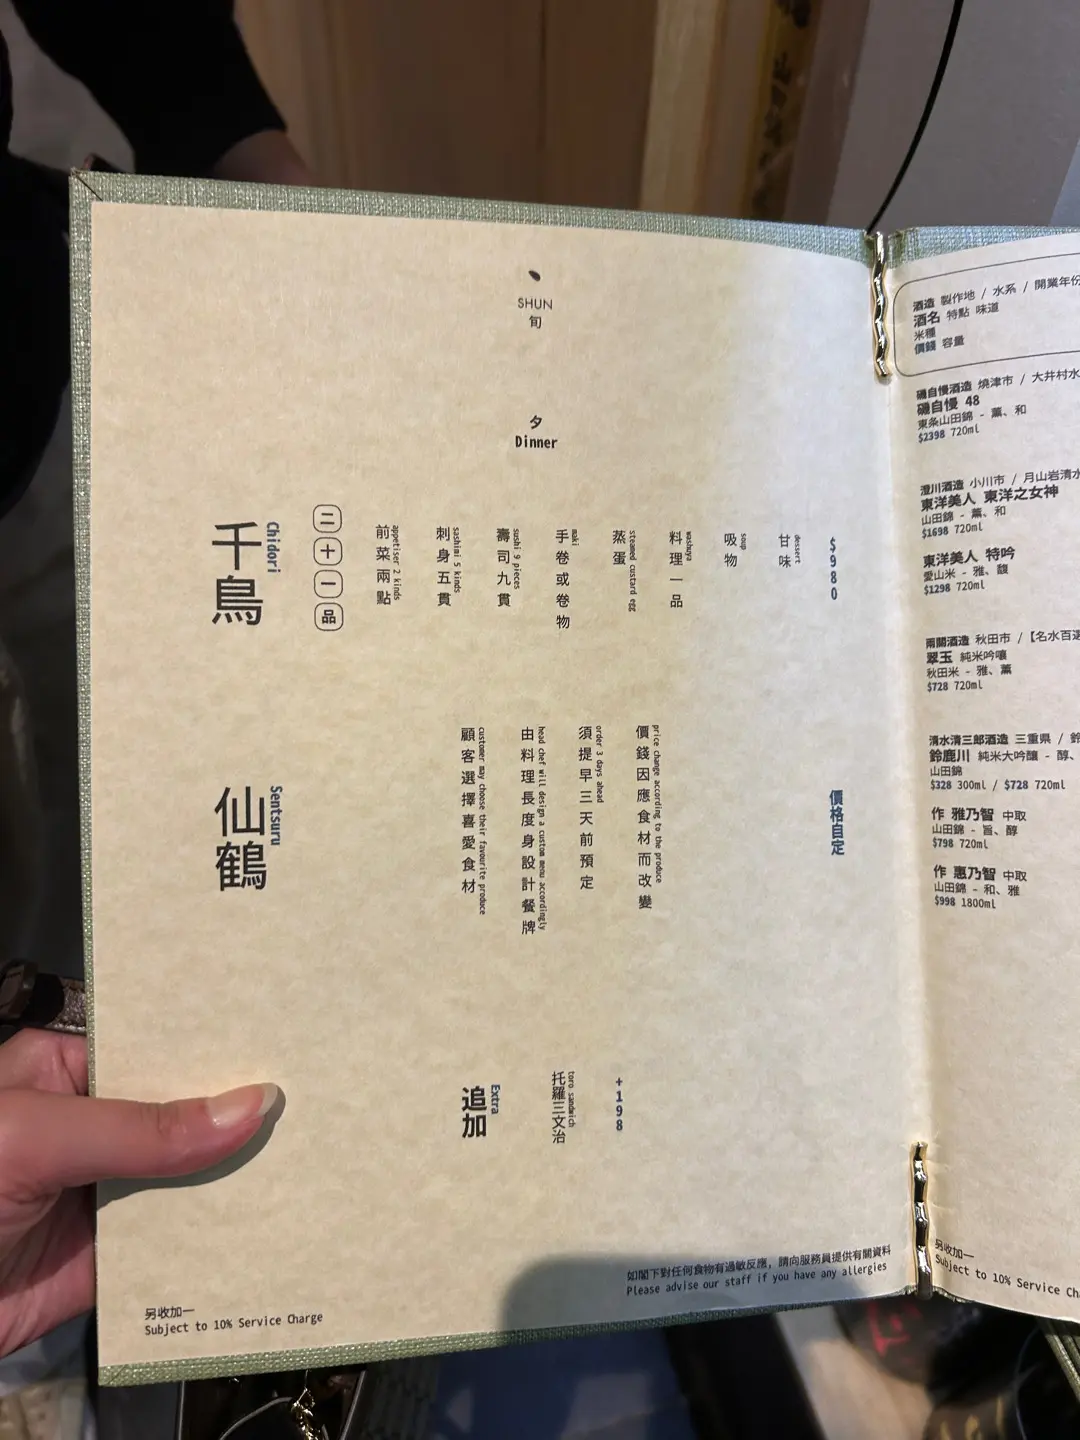 SHUN
旬
夕
Dinner
千鳥
Chidori
二十一品
前菜兩點
appetiser 2 kinds
刺身五貫
sashimi 5 kinds
壽司九貫
sushi 9 pieces
手卷或卷物
maki
蒸蛋
steamed custard egg
料理一品
washuya
吸物
soup
甘味
dessert
$980
仙鶴
Sentsuru
顧客選擇喜愛食材
customer may choose their favourite produce
由料理長度身設計餐牌
head chef will design a custom menu accordingly
須提早三天前預定
order 3 days ahead
價錢因應食材而改變
price change according to the produce
價格自定
追加
Extra
托羅三文治
toro sandwich
+198
如閣下對任何食物有過敏反應，請向服務員提供有關資料
Please advise our staff if you have any allergies
另收加一
Subject to 10% Service Charge
酒造 製作地 / 水系 / 開業年份
酒名 特點 味道
米種
價錢 容量
磯自慢酒造 燒津市 / 大井村水
磯自慢 48
東条山田錦 - 薫、和
$2398 720ml
澄川酒造 小川市 / 月山岩清水
東洋美人 東洋之女神
山田錦 - 薫、和
$1698 720ml
東洋美人 特吟
愛山米 - 雅、馥
$1298 720ml
両關酒造 秋田市 / 【名水百選
翠玉 純米吟嚷
秋田米 - 雅、薫
$728 720ml
清水清三郎酒造 三重県 / 鈴
鈴鹿川 純米大吟釀 - 醇、
山田錦
$328 300ml / $728 720ml
作 雅乃智 中取
山田錦 - 旨、醇
$798 720ml
作 惠乃智 中取
山田錦 - 和、雅
$998 1800ml
另收加一
Subject to 10% Service Ch